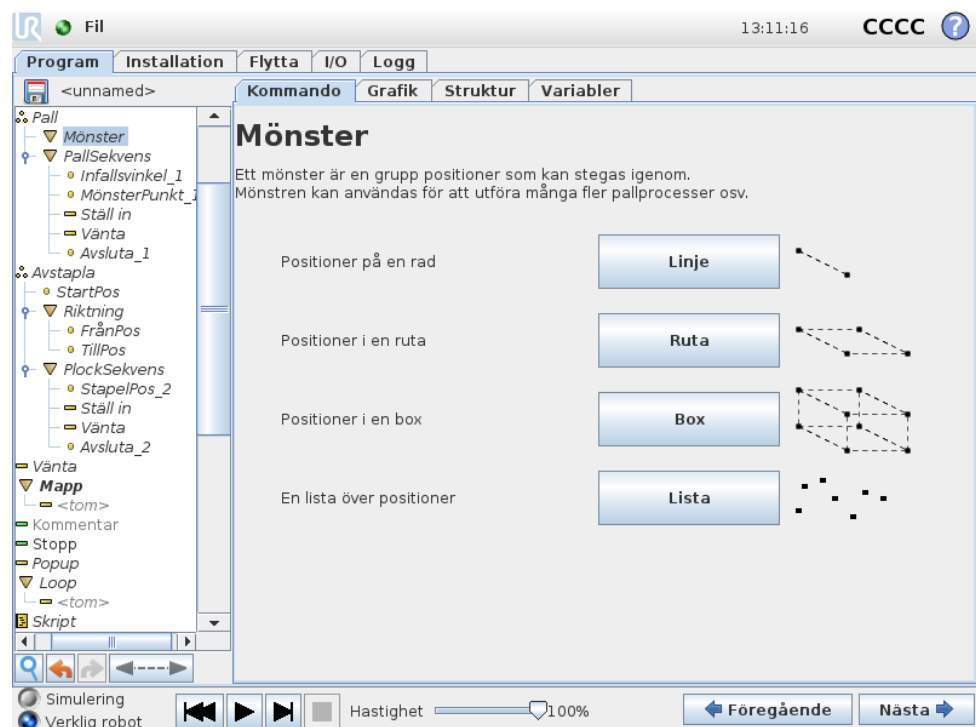 UR Fil 13:11:16 CCCC ?
Program Installation Flytta I/O Logg
<unnamed>
Kommando Grafik Struktur Variabler
Pall
Mönster
PallSekvens
Infallsvinkel_1
MönsterPunkt_1
Ställ in
Vänta
Avsluta_1
Avstapla
StartPos
Riktning
FrånPos
TillPos
PlockSekvens
StapelPos_2
Ställ in
Vänta
Avsluta_2
Vänta
Mapp
<tom>
Kommentar
Stopp
Popup
Loop
<tom>
Skript
Mönster
Ett mönster är en grupp positioner som kan stegas igenom.
Mönstren kan användas för att utföra många fler pallprocesser osv.
Positioner på en rad Linje
Positioner i en ruta Ruta
Positioner i en box Box
En lista över positioner Lista
Simulering
Verklig robot
Hastighet 100%
Föregående Nästa